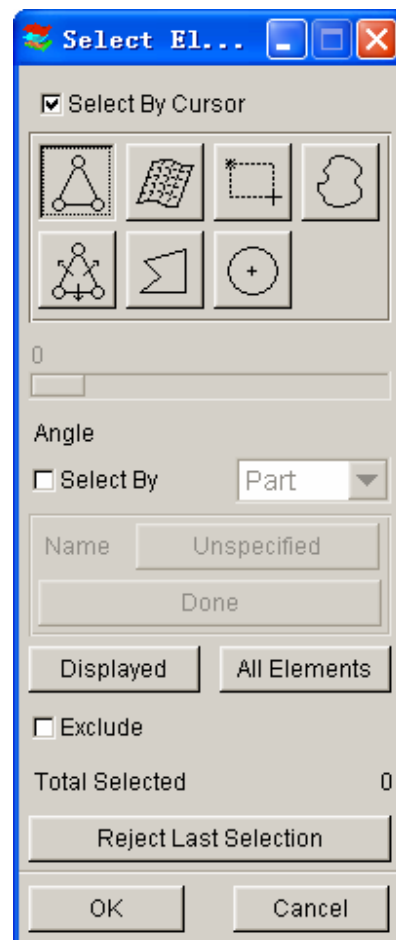 Select El...
Select By Cursor
0
Angle
Select By Part
Name Unspecified
Done
Displayed All Elements
Exclude
Total Selected 0
Reject Last Selection
OK Cancel